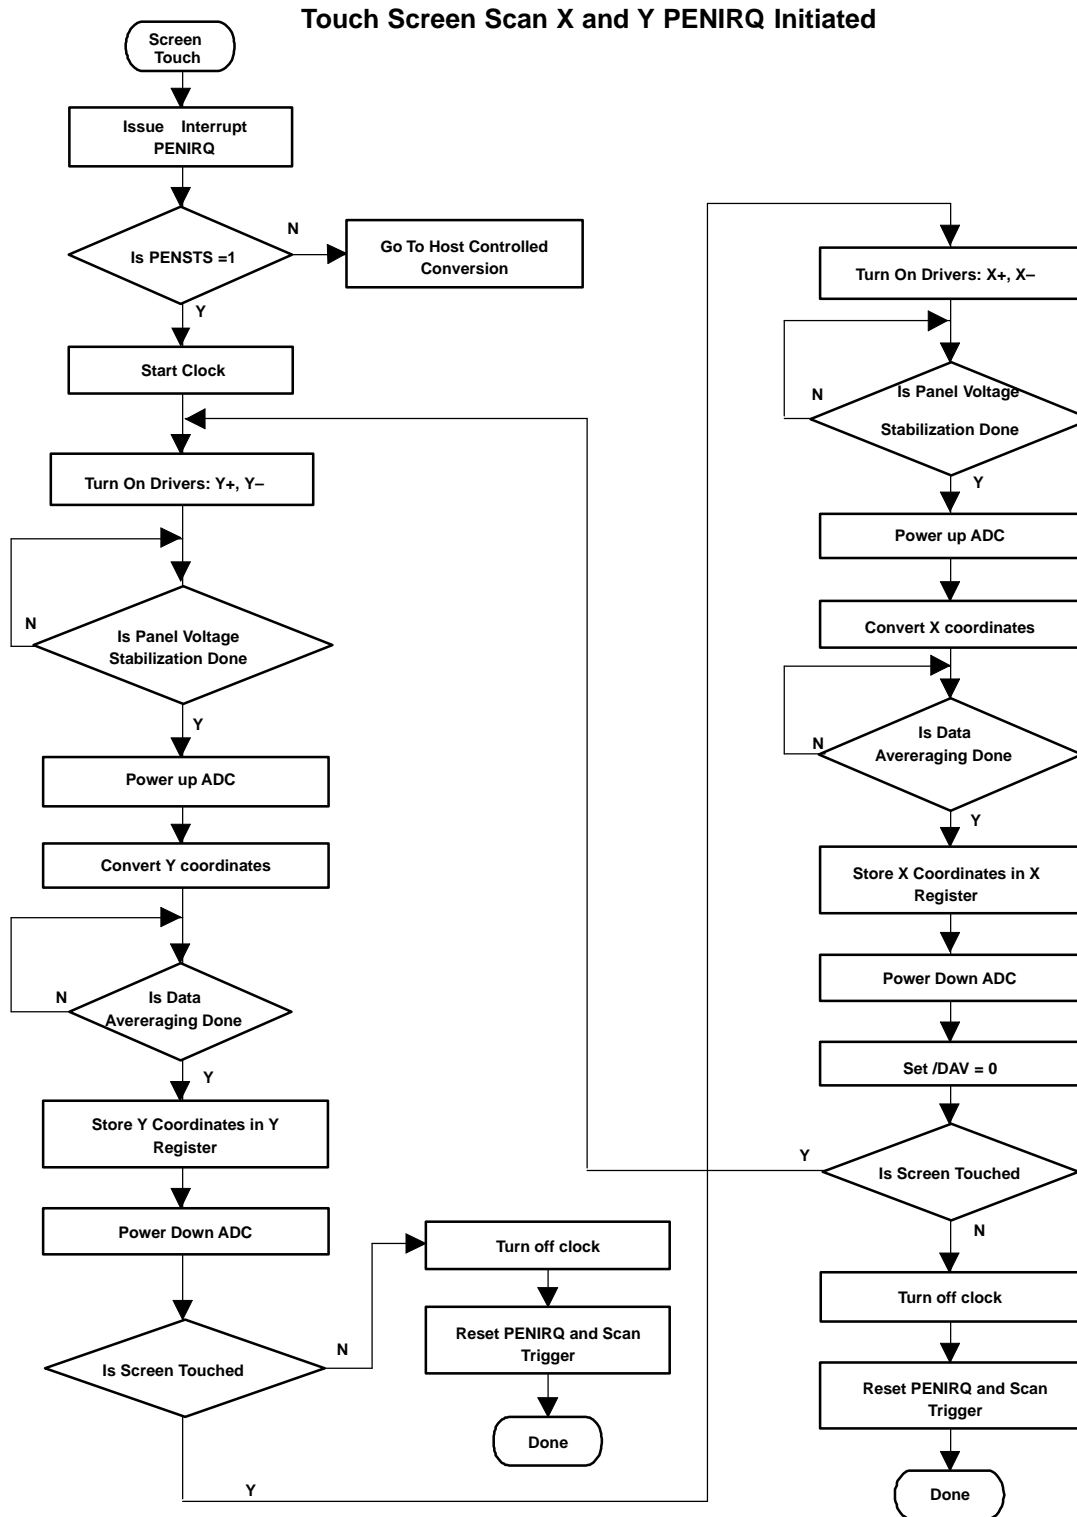 Touch Screen Scan X and Y PENIRQ Initiated
Screen
Touch
Issue Interrupt
PENIRQ
Is PENSTS =1
N
Go To Host Controlled
Conversion
Y
Start Clock
Turn On Drivers: Y+, Y–
N
Is Panel Voltage
Stabilization Done
Y
Power up ADC
Convert Y coordinates
N
Is Data
Avereraging Done
Y
Store Y Coordinates in Y
Register
Power Down ADC
Is Screen Touched
N
Turn off clock
Reset PENIRQ and Scan
Trigger
Done
Y
Turn On Drivers: X+, X–
N
Is Panel Voltage
Stabilization Done
Y
Power up ADC
Convert X coordinates
Is Data
N
Avereraging Done
Y
Store X Coordinates in X
Register
Power Down ADC
Set /DAV = 0
Y
Is Screen Touched
N
Turn off clock
Reset PENIRQ and Scan
Trigger
Done